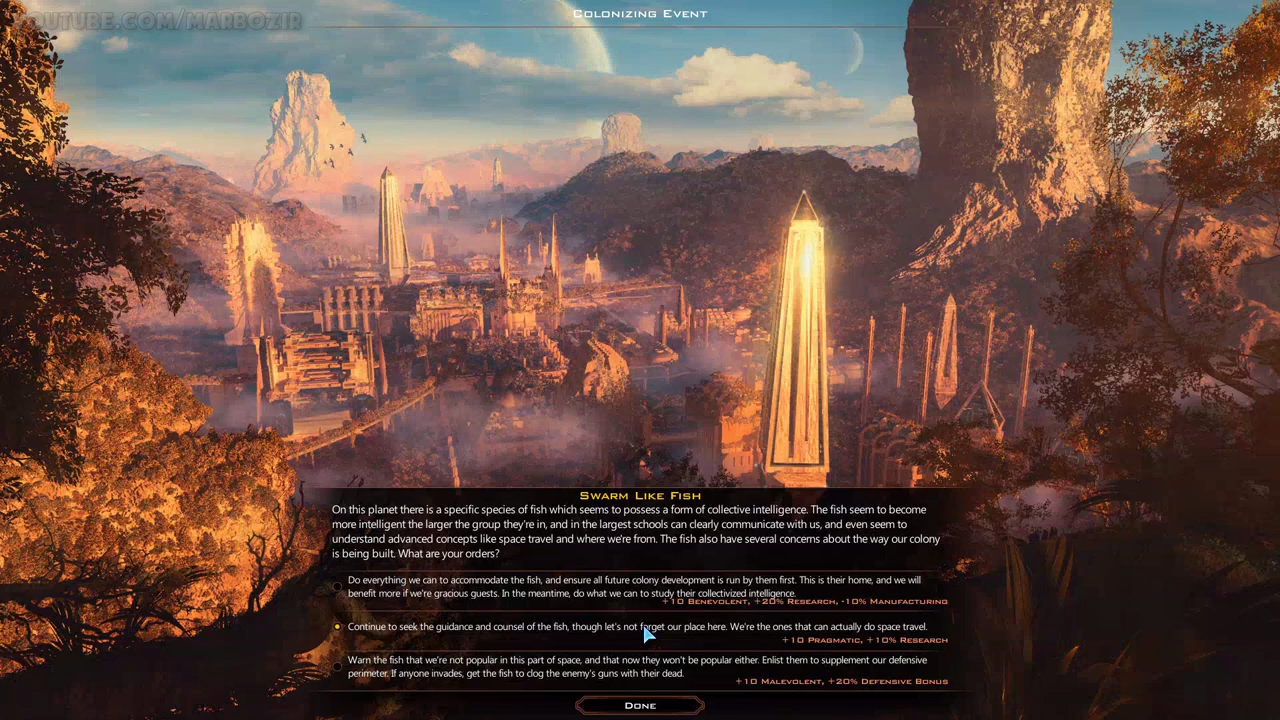 YOUTUBE.COM/MARBOZIR
Colonizing Event
Swarm Like Fish
On this planet there is a specific species of fish which seems to possess a form of collective intelligence. The fish seem to become
more intelligent the larger the group they're in, and in the largest schools can clearly communicate with us, and even seem to
understand advanced concepts like space travel and where we're from. The fish also have several concerns about the way our colony
is being built. What are your orders?
Do everything we can to accommodate the fish, and ensure all future colony development is run by them first. This is their home, and we will
benefit more if we're gracious guests. In the meantime, do what we can to study their collectivized intelligence.
+10 Benevolent, +20% Research, -10% Manufacturing
Continue to seek the guidance and counsel of the fish, though let's not forget our place here. We're the ones that can actually do space travel.
+10 Pragmatic, +10% Research
Warn the fish that we're not popular in this part of space, and that now they won't be popular either. Enlist them to supplement our defensive
perimeter. If anyone invades, get the fish to clog the enemy's guns with their dead.
+10 Malevolent, +20% Defensive Bonus
Done